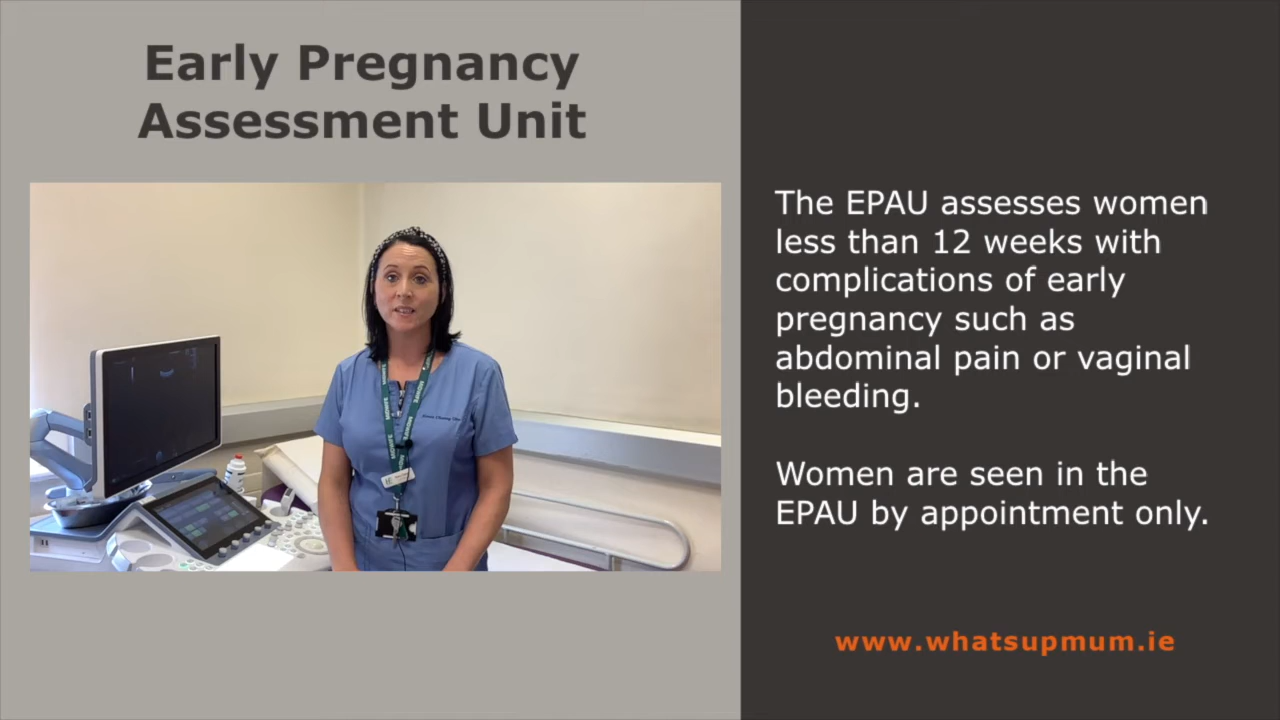 Early Pregnancy
Assessment Unit
The EPAU assesses women
less than 12 weeks with
complications of early
pregnancy such as
abdominal pain or vaginal
bleeding.
Women are seen in the
EPAU by appointment only.
www.whatsupmum.ie
MIDWIFE